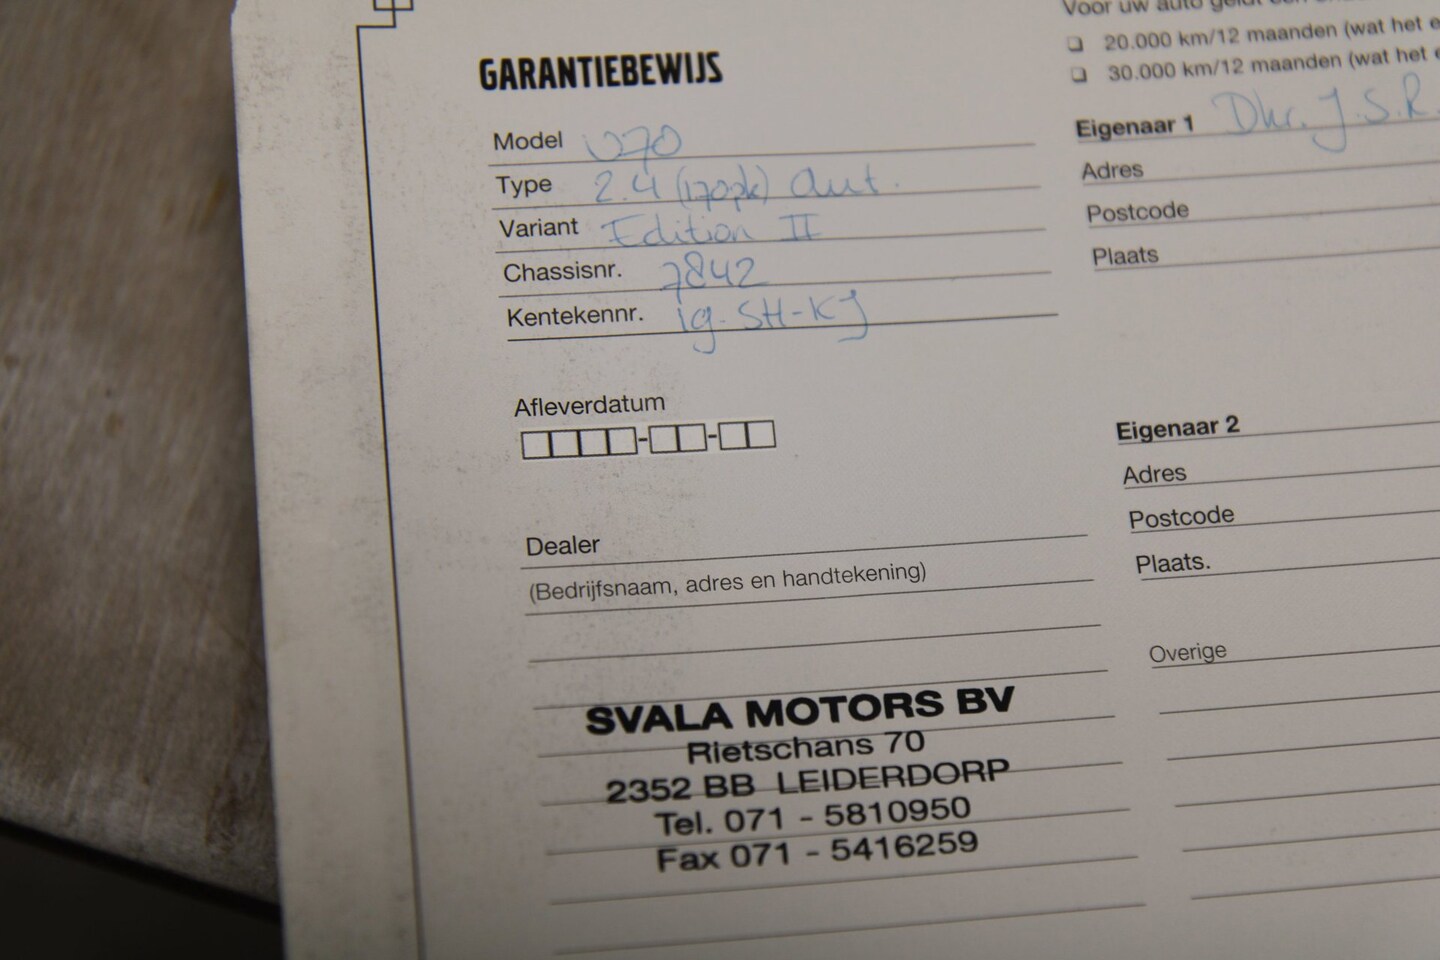 GARANTIEBEWIJS
Model V70
Type 2.4 (170pk) Aut.
Variant Edition II
Chassisnr. 7842
Kentekennr. 19-SH-KJ
Afleverdatum
Dealer
(Bedrijfsnaam, adres en handtekening)
SVALA MOTORS BV
Rietschans 70
2352 BB LEIDERDORP
Tel. 071 - 5810950
Fax 071 - 5416259
Voor uw auto geldt een
20.000 km/12 maanden (wat het e
30.000 km/12 maanden (wat het e
Eigenaar 1 Dhr. J.S.R.
Adres
Postcode
Plaats
Eigenaar 2
Adres
Postcode
Plaats.
Overige